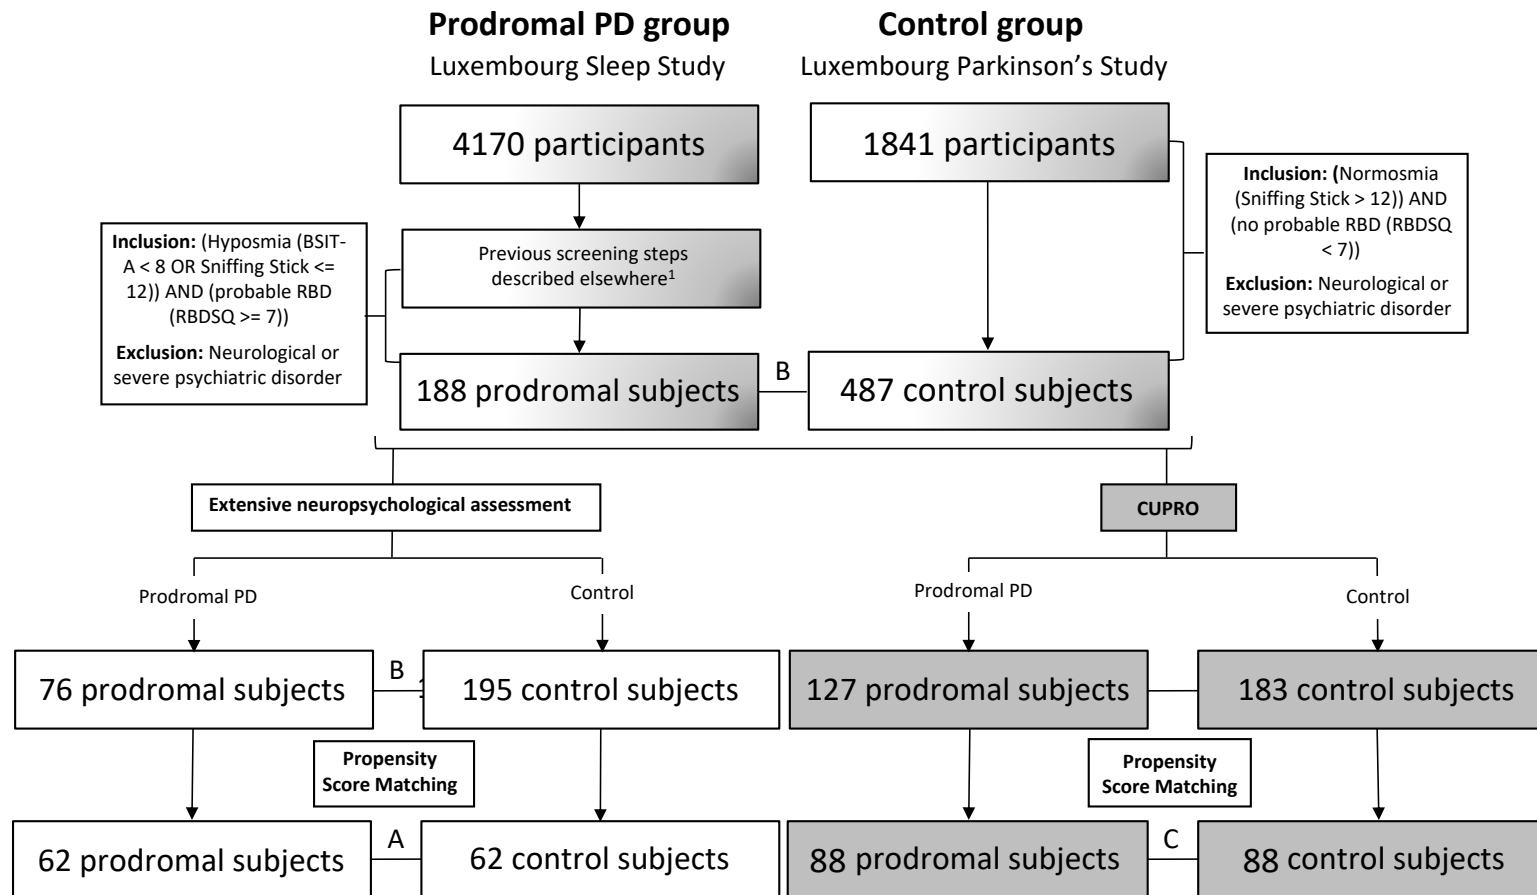 Prodromal PD group
Luxembourg Sleep Study
Control group
Luxembourg Parkinson's Study
4170 participants
1841 participants
Inclusion: (Normosmia
(Sniffing Stick > 12)) AND
(no probable RBD (RBDSQ
< 7))
Exclusion: Neurological or
severe psychiatric disorder
Inclusion: (Hyposmia (BSIT-
A < 8 OR Sniffing Stick <=
12)) AND (probable RBD
(RBDSQ >= 7))
Exclusion: Neurological or
severe psychiatric disorder
Previous screening steps
described elsewhere1
188 prodromal subjects
B
487 control subjects
Extensive neuropsychological assessment
CUPRO
Prodromal PD
Control
Prodromal PD
Control
76 prodromal subjects
B
195 control subjects
127 prodromal subjects
183 control subjects
Propensity
Score Matching
Propensity
Score Matching
62 prodromal subjects
A
62 control subjects
88 prodromal subjects
C
88 control subjects